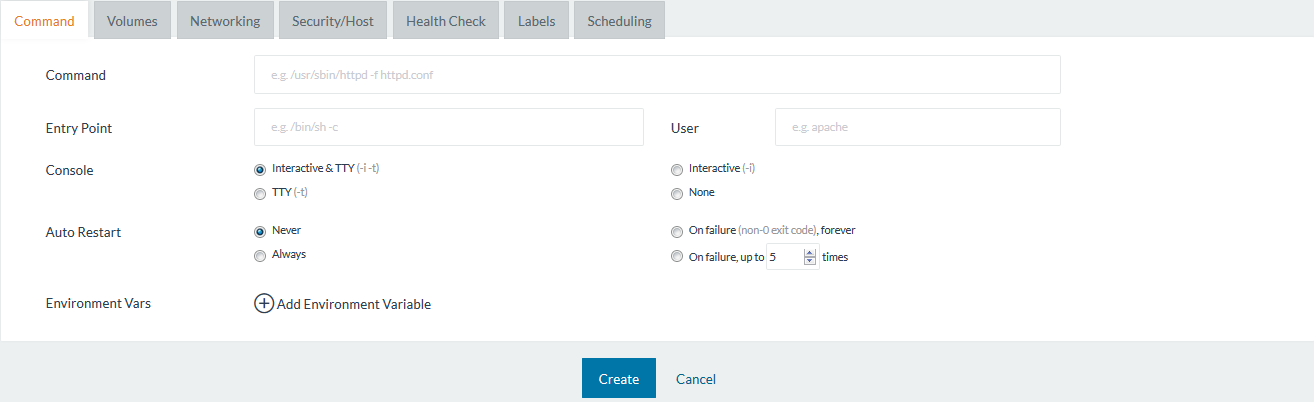 Command Volumes Networking Security/Host Health Check Labels Scheduling
Command e.g. /usr/sbin/httpd -f httpd.conf
Entry Point e.g. /bin/sh -c User e.g. apache
Console Interactive & TTY (-i -t) Interactive (-i)
TTY (-t) None
Auto Restart Never On failure (non-0 exit code), forever
Always On failure, up to 5 times
Environment Vars Add Environment Variable
Create Cancel